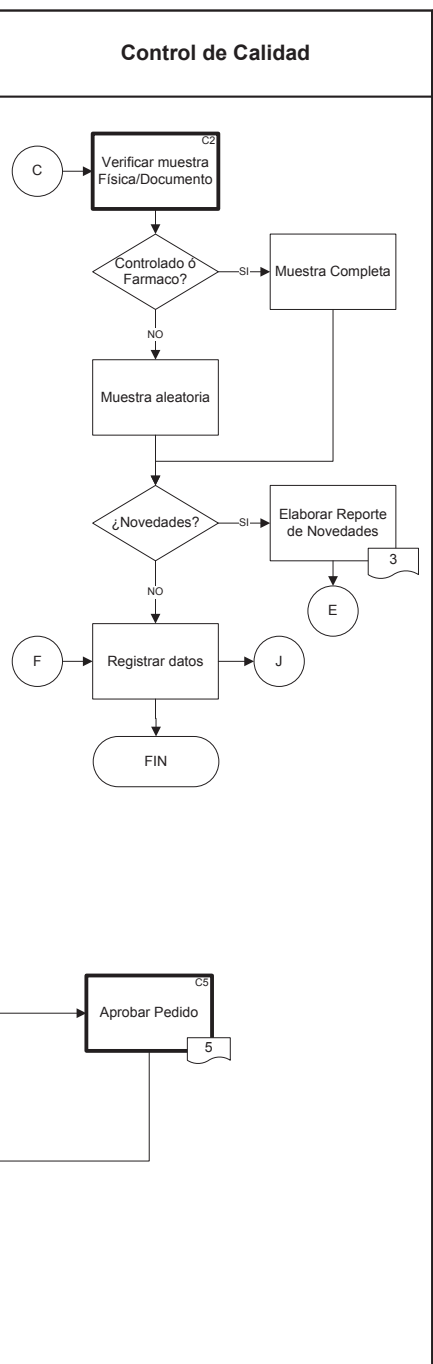 Control de Calidad
C2
C
Verificar muestra
Física/Documento
Controlado ó
Farmaco?
SI
Muestra Completa
NO
Muestra aleatoria
¿Novedades?
SI
Elaborar Reporte
de Novedades
3
NO
E
F
Registrar datos
J
FIN
C5
Aprobar Pedido
5